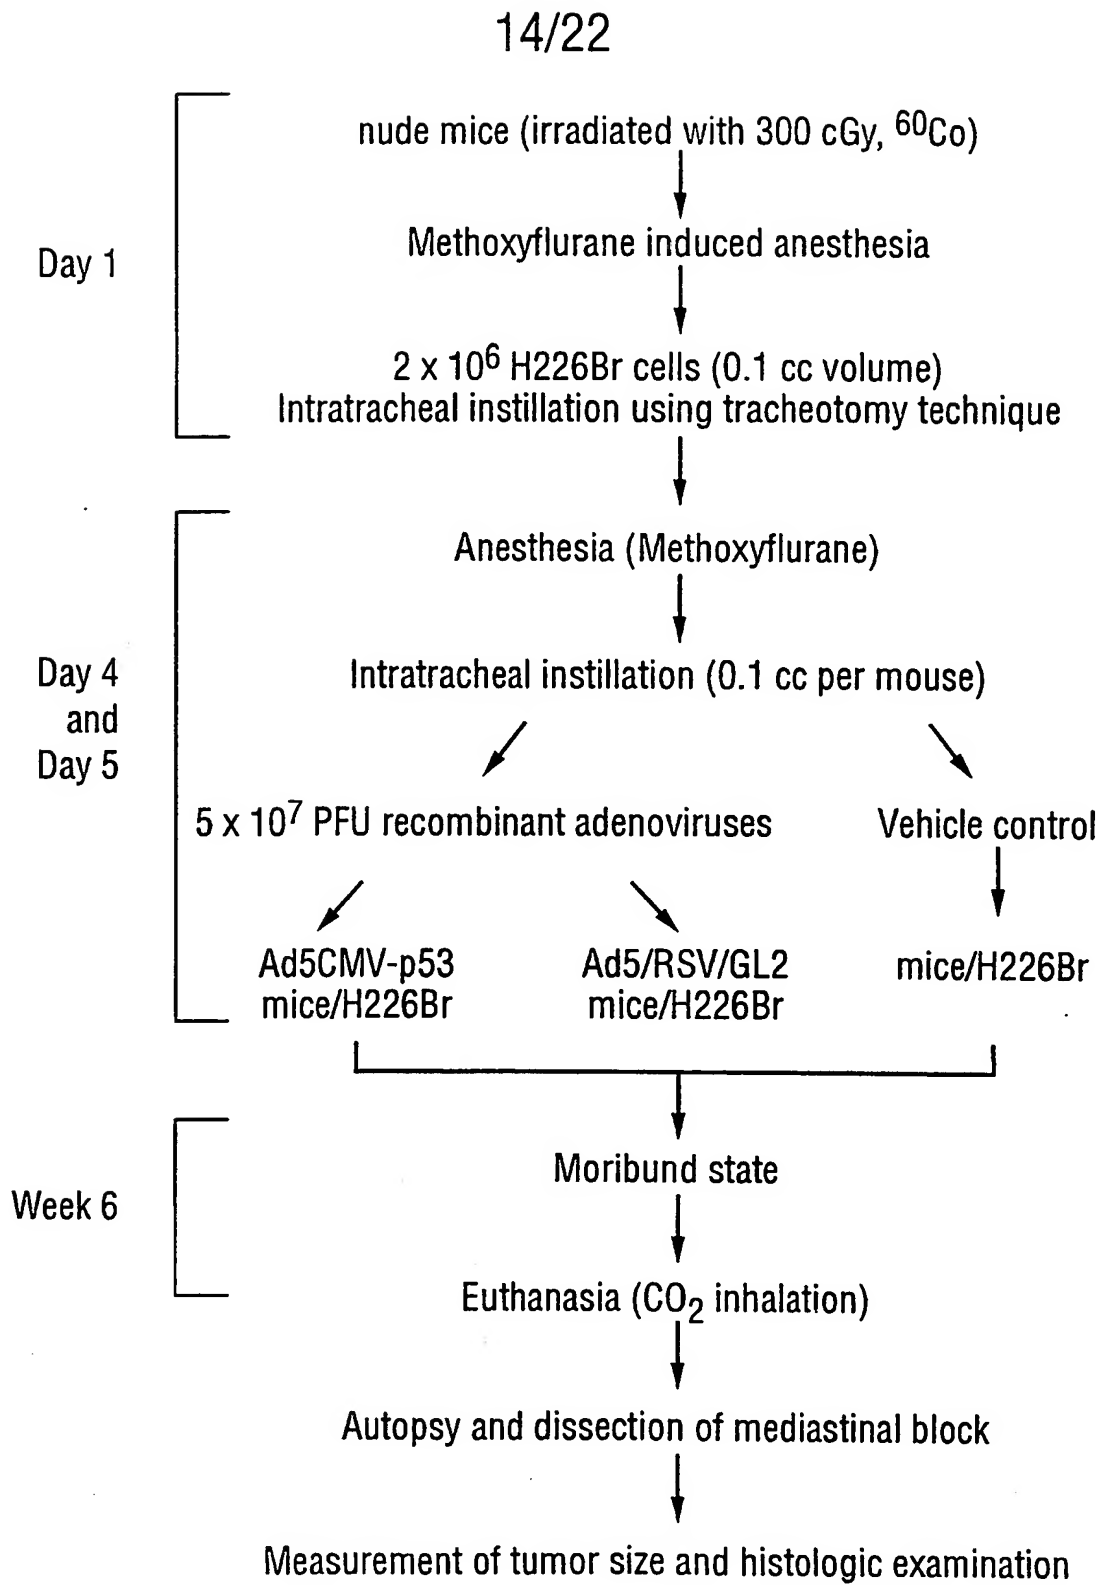 14/22
nude mice (irradiated with 300 cGy, ⁶⁰Co)
Day 1
Methoxyflurane induced anesthesia
2 x 10⁶ H226Br cells (0.1 cc volume)
Intratracheal instillation using tracheotomy technique
Anesthesia (Methoxyflurane)
Day 4
and
Day 5
Intratracheal instillation (0.1 cc per mouse)
5 x 10⁷ PFU recombinant adenoviruses
Vehicle control
Ad5CMV-p53
mice/H226Br
Ad5/RSV/GL2
mice/H226Br
mice/H226Br
Week 6
Moribund state
Euthanasia (CO₂ inhalation)
Autopsy and dissection of mediastinal block
Measurement of tumor size and histologic examination